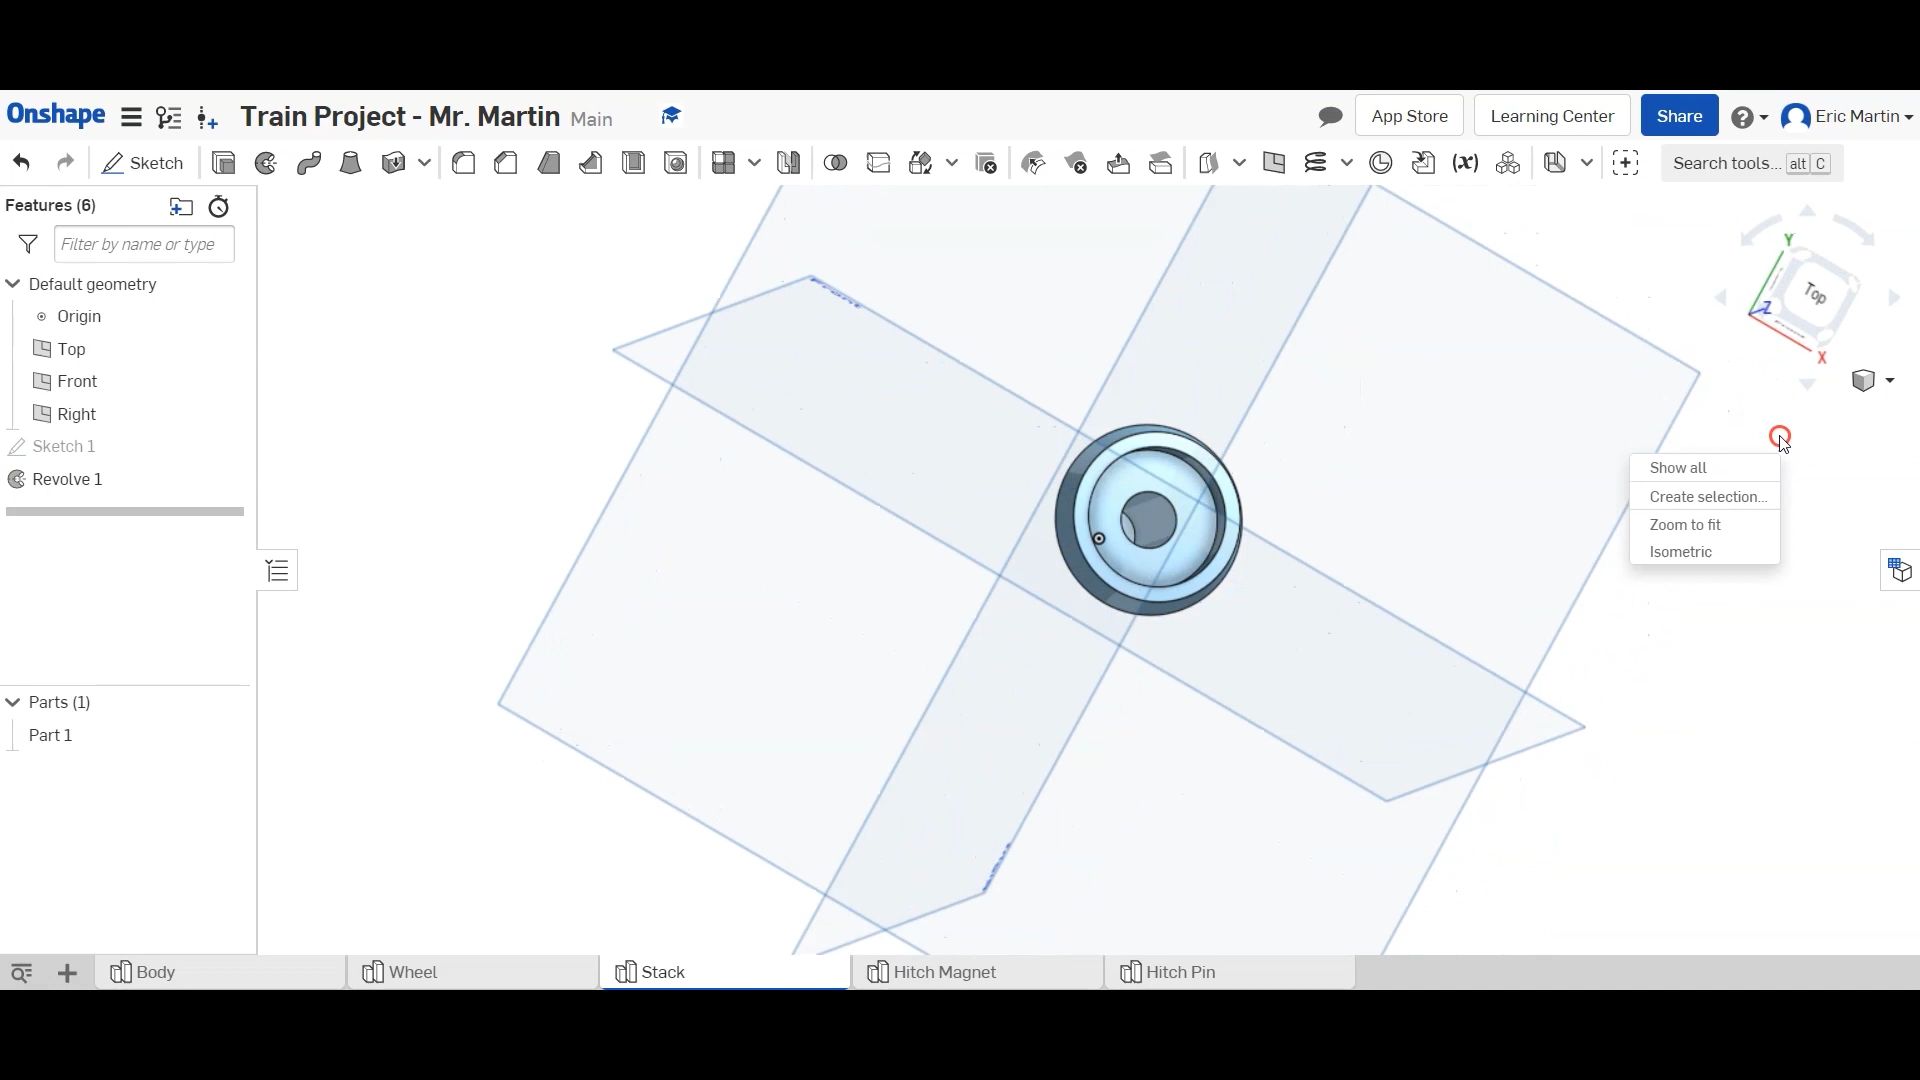 Onshape
Train Project - Mr. Martin Main
App Store
Learning Center
Share
Eric Martin
Sketch
Search tools... alt C
Features (6)
Filter by name or type
Default geometry
Origin
Top
Front
Right
Sketch 1
Revolve 1
Parts (1)
Part 1
Y
Top
Z
X
Show all
Create selection...
Zoom to fit
Isometric
Body
Wheel
Stack
Hitch Magnet
Hitch Pin